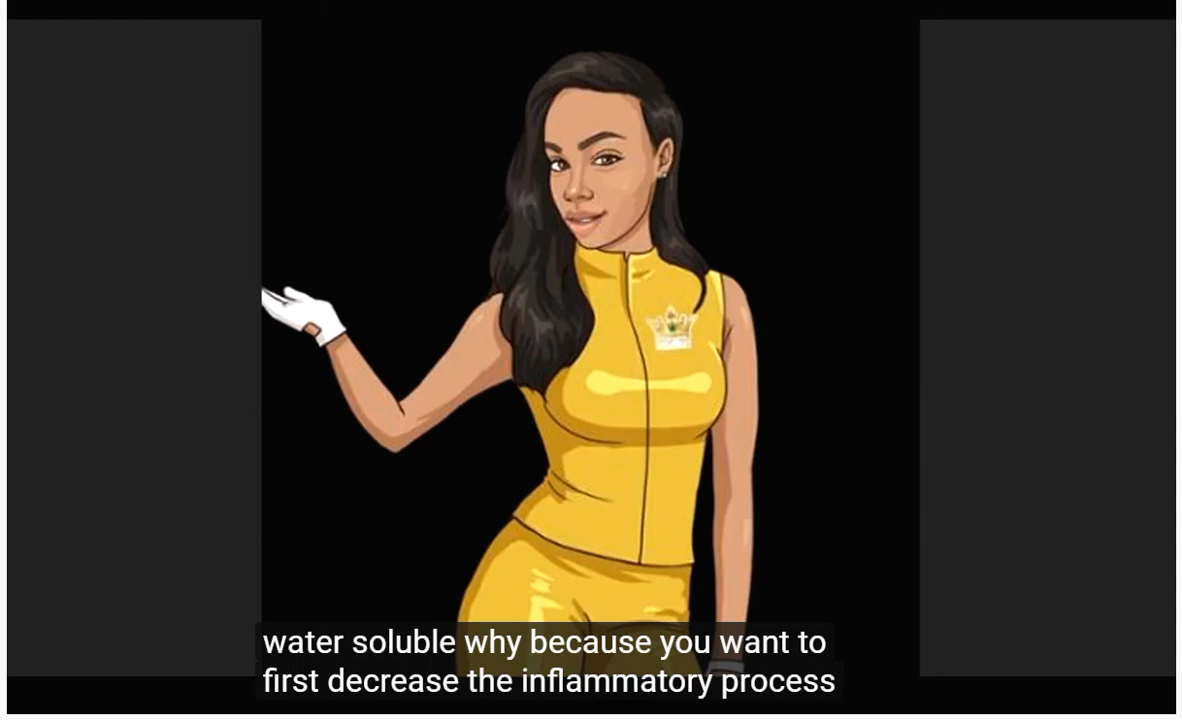 water soluble why because you want to
first decrease the inflammatory process